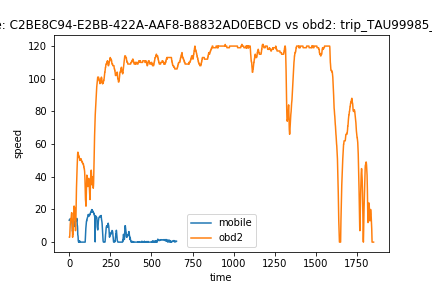 e: C2BE8C94-E2BB-422A-AAF8-B8832AD0EBCD vs obd2: trip_TAU99985_
120
100
80
60
40
20
0
speed
mobile
obd2
0 250 500 750 1000 1250 1500 1750
time